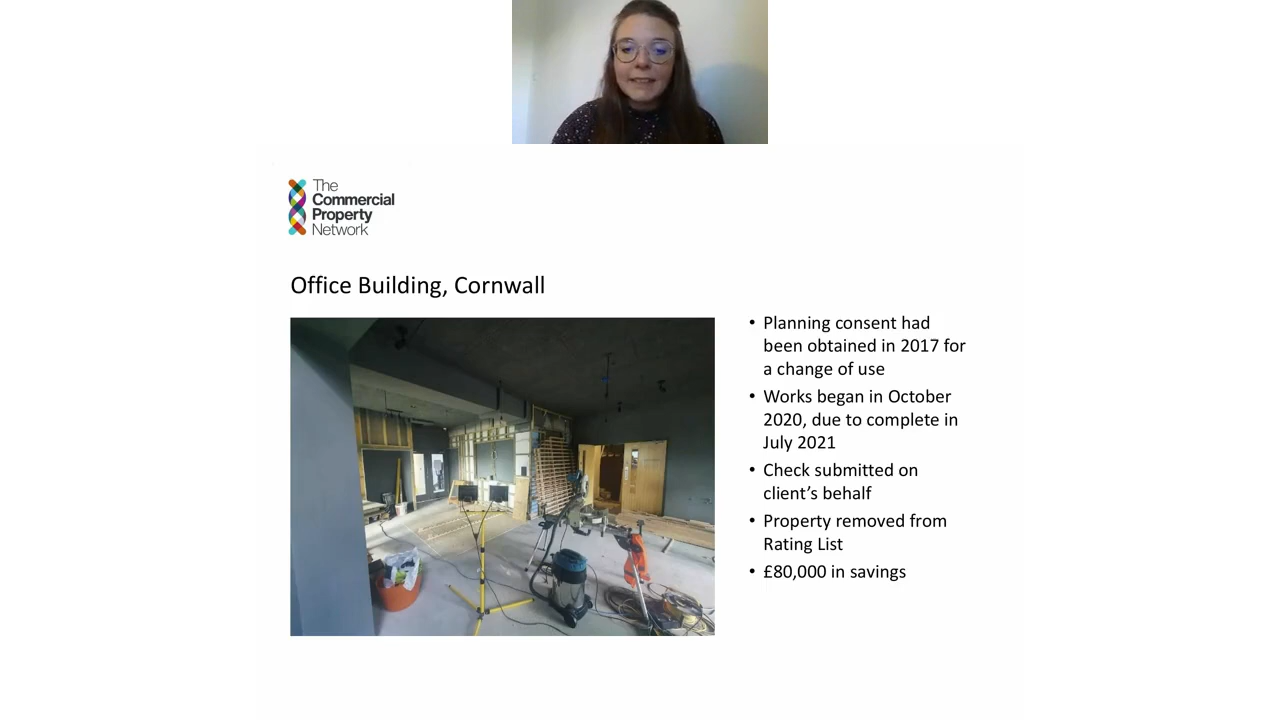 The
Commercial
Property
Network
Office Building, Cornwall
• Planning consent had
been obtained in 2017 for
a change of use
• Works began in October
2020, due to complete in
July 2021
• Check submitted on
client’s behalf
• Property removed from
Rating List
• £80,000 in savings